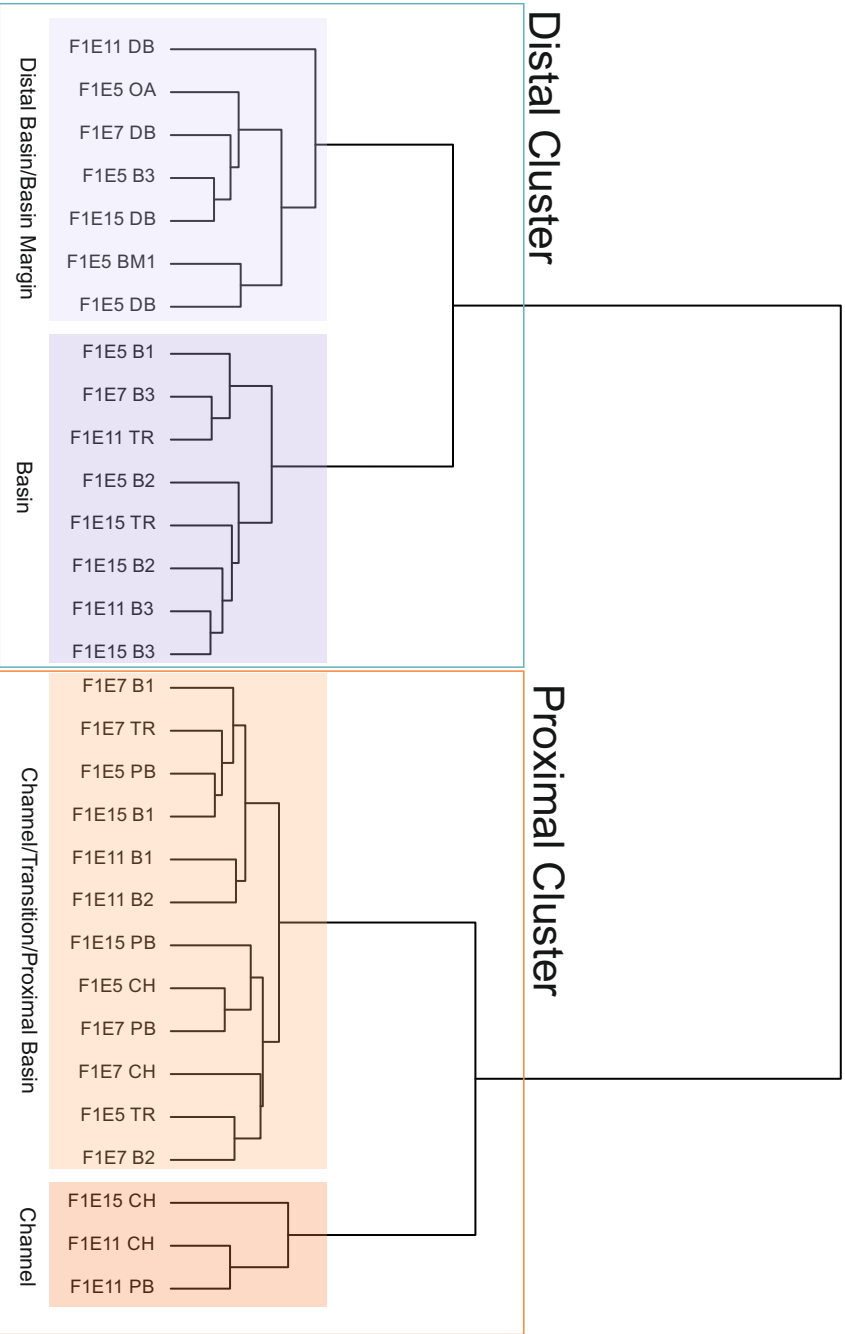 Distal Cluster
Distal Basin/Basin Margin
F1E11 DB
F1E5 OA
F1E7 DB
F1E5 B3
F1E15 DB
F1E5 BM1
F1E5 DB
Basin
F1E5 B1
F1E7 B3
F1E11 TR
F1E5 B2
F1E15 TR
F1E15 B2
F1E11 B3
F1E15 B3
Proximal Cluster
Channel/Transition/Proximal Basin
F1E7 B1
F1E7 TR
F1E5 PB
F1E15 B1
F1E11 B1
F1E11 B2
F1E15 PB
F1E5 CH
F1E7 PB
F1E7 CH
F1E5 TR
F1E7 B2
Channel
F1E15 CH
F1E11 CH
F1E11 PB